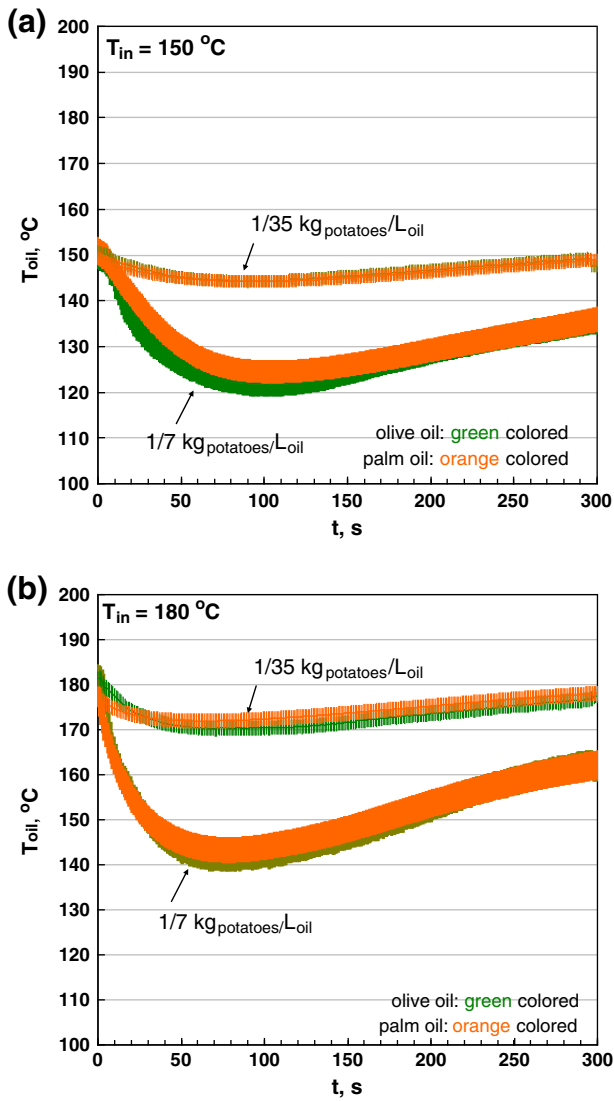 (a)
T_in = 150 °C
200
190
180
170
160
150
140
130
120
110
100
T_oil, °C
1/35 kg_potatoes/L_oil
1/7 kg_potatoes/L_oil
olive oil: green colored
palm oil: orange colored
0 50 100 150 200 250 300
t, s
(b)
T_in = 180 °C
200
190
180
170
160
150
140
130
120
110
100
T_oil, °C
1/35 kg_potatoes/L_oil
1/7 kg_potatoes/L_oil
olive oil: green colored
palm oil: orange colored
0 50 100 150 200 250 300
t, s